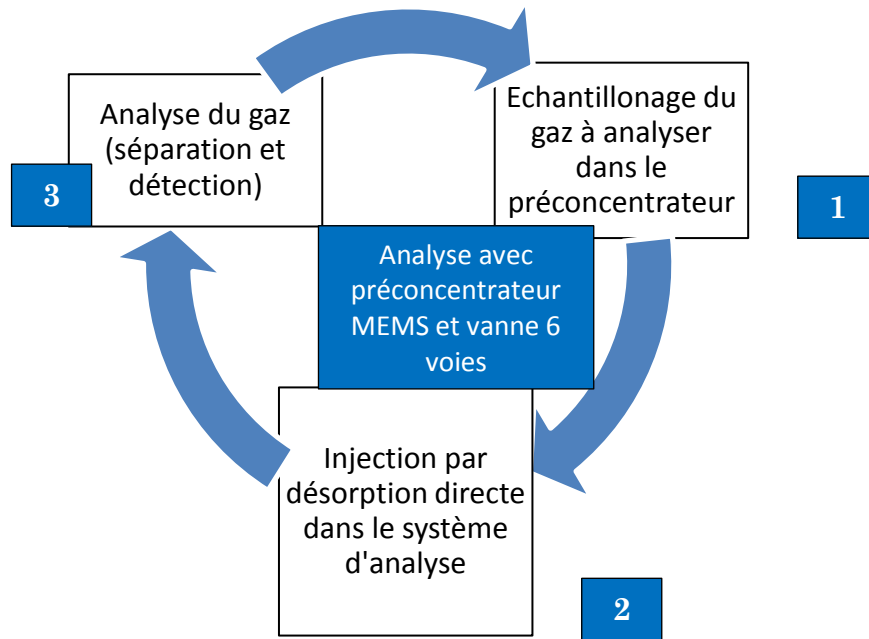 Echantillonage du
gaz à analyser
dans le
préconcentrateur
1
Injection par
désorption directe
dans le système
d'analyse
2
Analyse du gaz
(séparation et
détection)
3
Analyse avec
préconcentrateur
MEMS et vanne 6
voies